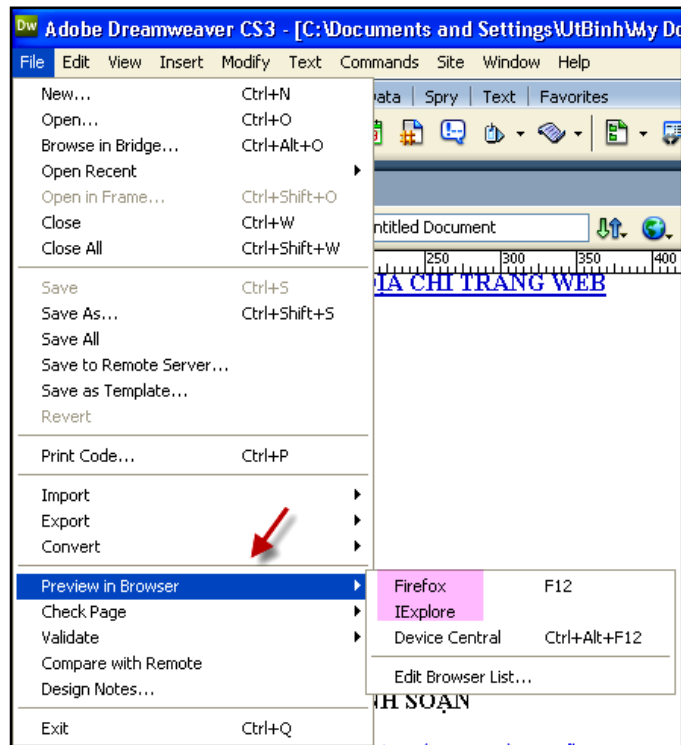 Dw Adobe Dreamweaver CS3 - [C:\Documents and Settings\UtBinh\My Do
File Edit View Insert Modify Text Commands Site Window Help
New... Ctrl+N
ata Spry Text Favorites
Open... Ctrl+O
Browse in Bridge... Ctrl+Alt+O
Open Recent
Open in Frame... Ctrl+Shift+O
Close Ctrl+W
ntitled Document
Close All Ctrl+Shift+W
250 300 350 400
ỊA CHỈ TRANG WEB
Save Ctrl+S
Save As... Ctrl+Shift+S
Save All
Save to Remote Server...
Save as Template...
Revert
Print Code... Ctrl+P
Import
Export
Convert
Preview in Browser
Firefox F12
Check Page
IExplore
Validate
Device Central Ctrl+Alt+F12
Compare with Remote
Edit Browser List...
Design Notes...
NH SOẠN
Exit Ctrl+Q